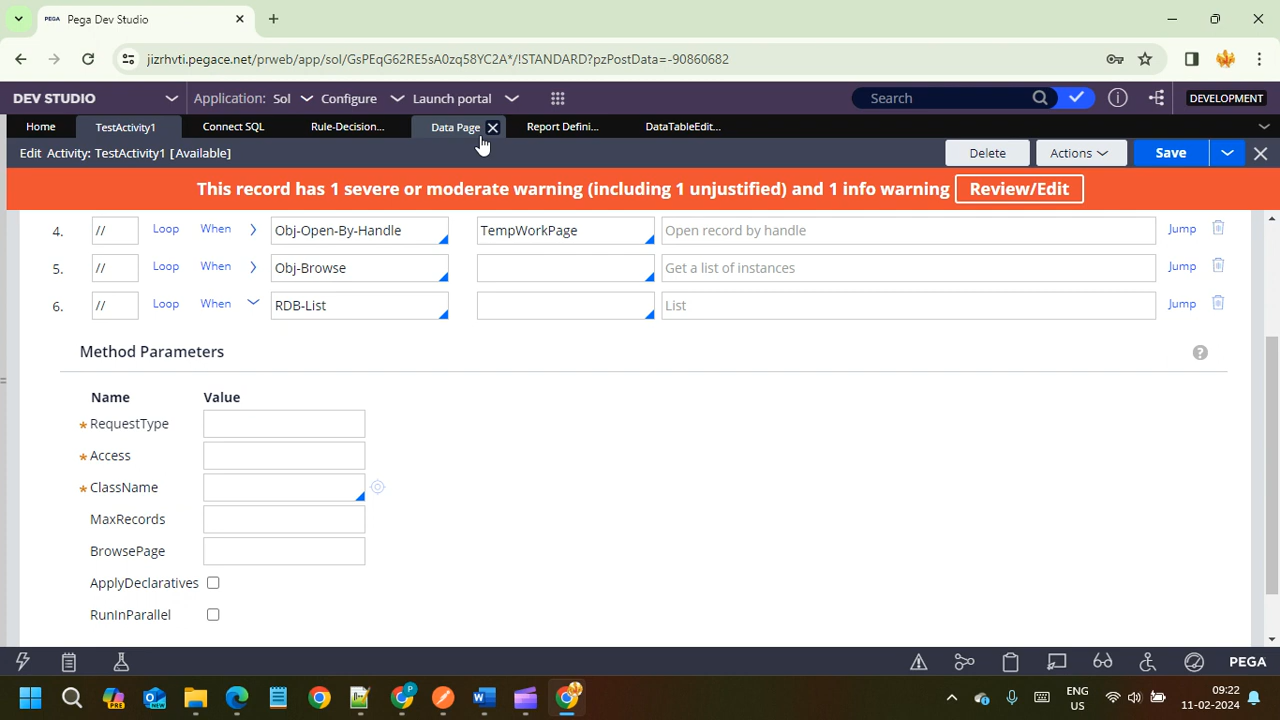 PEGA Pega Dev Studio
jizrhvti.pegace.net/prweb/app/sol/GsPEqG62RE5sA0zq58YC2A*/!STANDARD?pzPostData=-90860682
DEV STUDIO Application: Sol Configure Launch portal Search DEVELOPMENT
Home TestActivity1 Connect SQL Rule-Decision... Data Page Report Defini... DataTableEdit...
Edit Activity: TestActivity1 [Available] Delete Actions Save
This record has 1 severe or moderate warning (including 1 unjustified) and 1 info warning Review/Edit
4. // Loop When Obj-Open-By-Handle TempWorkPage Open record by handle Jump
5. // Loop When Obj-Browse Get a list of instances Jump
6. // Loop When RDB-List List Jump
Method Parameters ?
Name Value
* RequestType
* Access
* ClassName
MaxRecords
BrowsePage
ApplyDeclaratives
RunInParallel
PEGA
PRE NEW P W ENG 09:22
US 11-02-2024